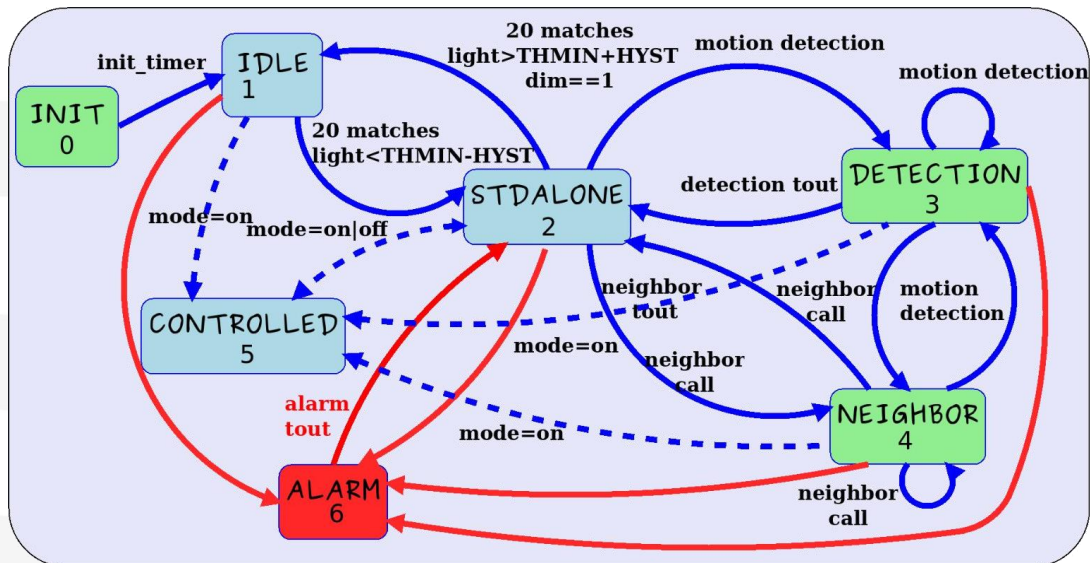 20 matches
light>THMIN+HYST
dim==1
motion detection
init_timer
IDLE
1
motion detection
INIT
0
20 matches
light<THMIN-HYST
STDALONE
2
detection tout
DETECTION
3
mode=on
mode=on|off
neighbor
tout
neighbor
call
motion
detection
CONTROLLED
5
mode=on
neighbor
call
alarm
tout
mode=on
NEIGHBOR
4
ALARM
6
neighbor
call